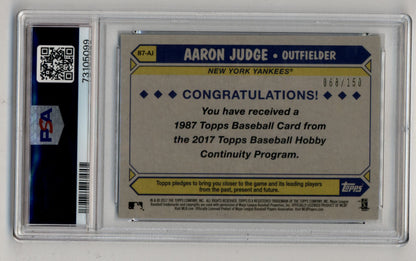 PSA
73105099
87-AJ
AARON JUDGE • OUTFIELDER
NEW YORK YANKEES®
068/150
CONGRATULATIONS!
You have received a
1987 Topps Baseball Card from
the 2017 Topps Baseball Hobby
Continuity Program.
Topps pledges to bring you closer to the game and its leading players
from the past, present and future.
Topps